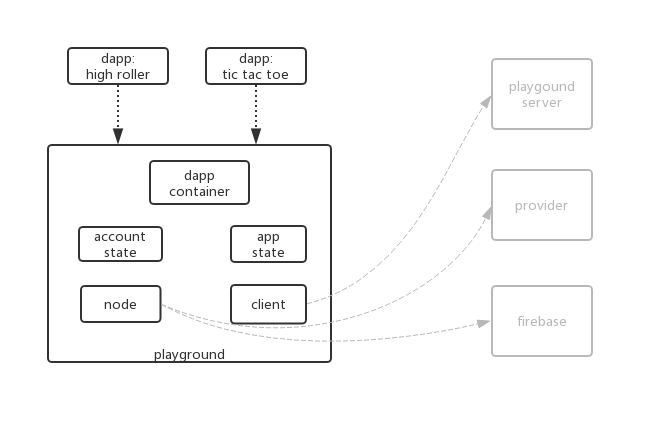 dapp:
high roller
dapp:
tic tac toe
playgound
server
dapp
container
provider
account
state
app
state
node
client
firebase
playground